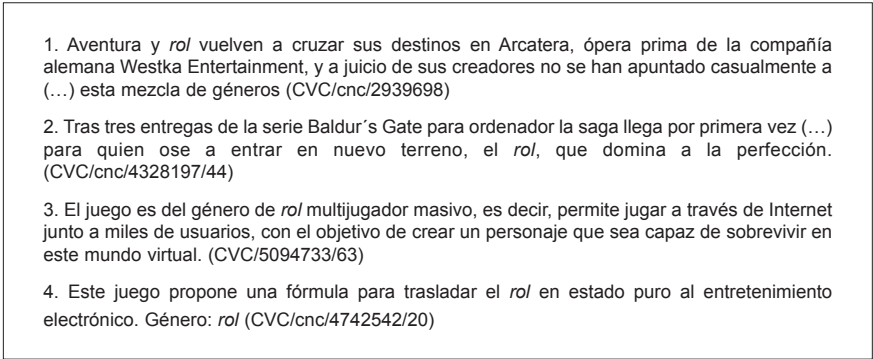 1. Aventura y rol vuelven a cruzar sus destinos en Arcatera, ópera prima de la compañía
alemana Westka Entertainment, y a juicio de sus creadores no se han apuntado casualmente a
(…) esta mezcla de géneros (CVC/cnc/2939698)
2. Tras tres entregas de la serie Baldur´s Gate para ordenador la saga llega por primera vez (…)
para quien ose a entrar en nuevo terreno, el rol, que domina a la perfección.
(CVC/cnc/4328197/44)
3. El juego es del género de rol multijugador masivo, es decir, permite jugar a través de Internet
junto a miles de usuarios, con el objetivo de crear un personaje que sea capaz de sobrevivir en
este mundo virtual. (CVC/5094733/63)
4. Este juego propone una fórmula para trasladar el rol en estado puro al entretenimiento
electrónico. Género: rol (CVC/cnc/4742542/20)